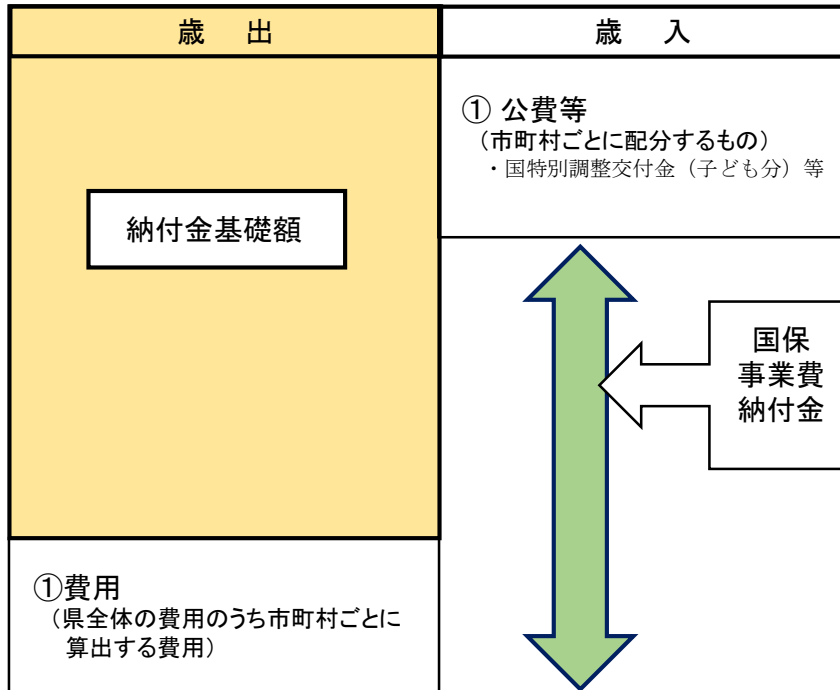 歳　出
歳　入
納付金基礎額
①費用
（県全体の費用のうち市町村ごとに
算出する費用）
① 公費等
（市町村ごとに配分するもの）
・国特別調整交付金（子ども分）等
国保
事業費
納付金